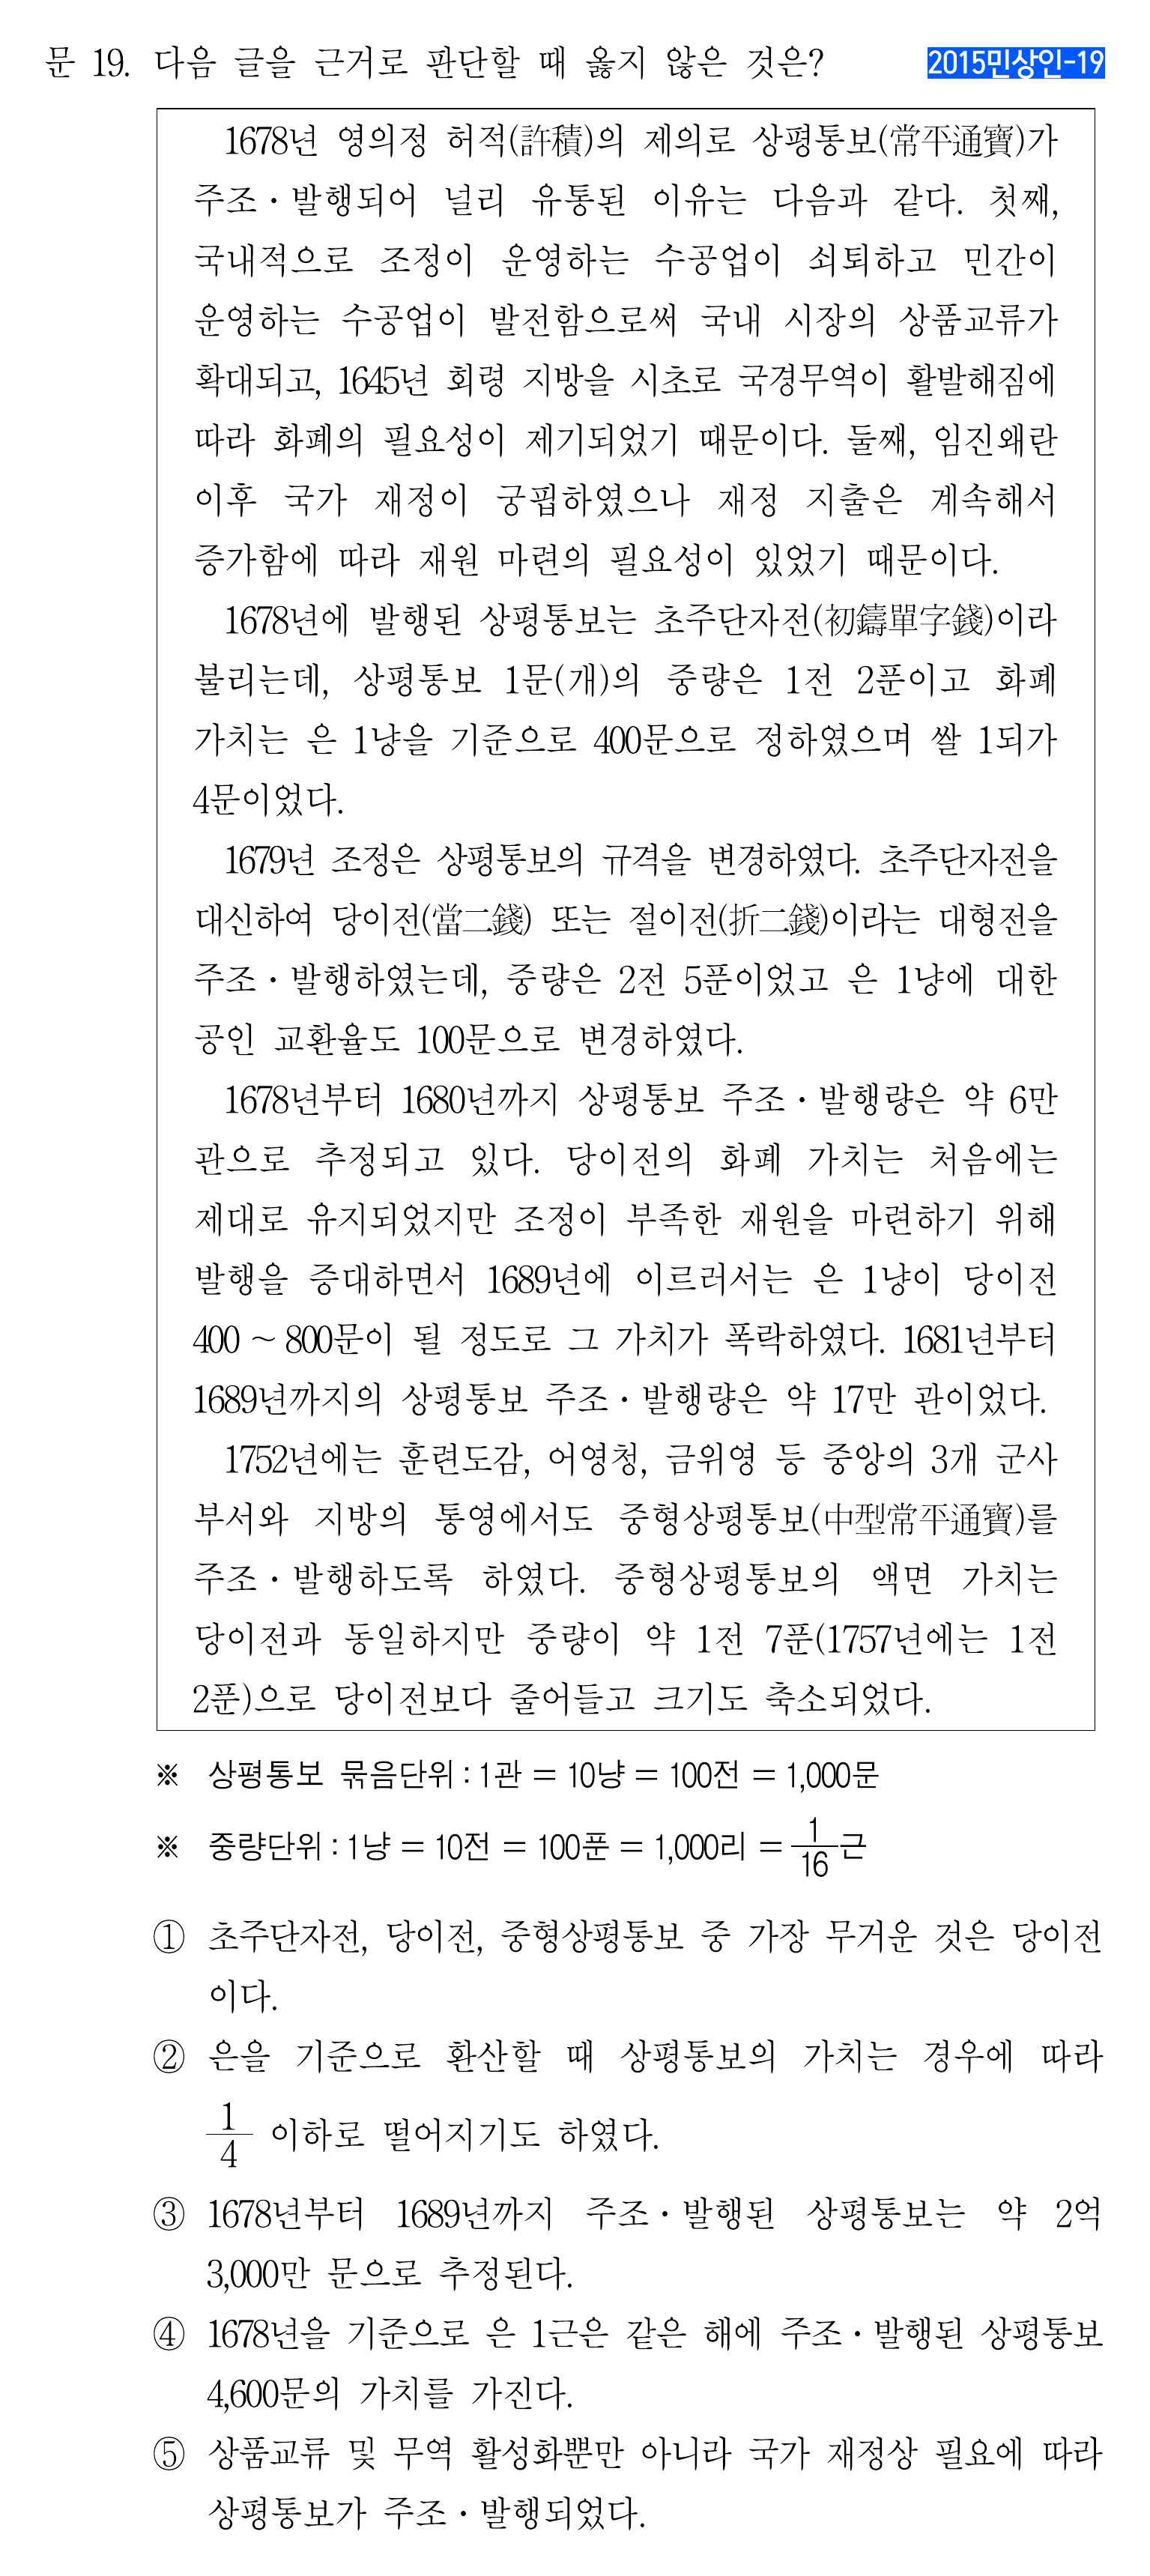 문 19. 다음 글을 근거로 판단할 때 옳지 않은 것은?
2015민상인-19
1678년 영의정 허적(許積)의 제의로 상평통보(常平通寶)가
주조·발행되어 널리 유통된 이유는 다음과 같다. 첫째,
국내적으로 조정이 운영하는 수공업이 쇠퇴하고 민간이
운영하는 수공업이 발전함으로써 국내 시장의 상품교류가
확대되고, 1645년 회령 지방을 시초로 국경무역이 활발해짐에
따라 화폐의 필요성이 제기되었기 때문이다. 둘째, 임진왜란
이후 국가 재정이 궁핍하였으나 재정 지출은 계속해서
증가함에 따라 재원 마련의 필요성이 있었기 때문이다.
1678년에 발행된 상평통보는 초주단자전(初鑄單字錢)이라
불리는데, 상평통보 1문(개)의 중량은 1전 2푼이고 화폐
가치는 은 1냥을 기준으로 400문으로 정하였으며 쌀 1되가
4문이었다.
1679년 조정은 상평통보의 규격을 변경하였다. 초주단자전을
대신하여 당이전(當二錢) 또는 절이전(折二錢)이라는 대형전을
주조·발행하였는데, 중량은 2전 5푼이었고 은 1냥에 대한
공인 교환율도 100문으로 변경하였다.
1678년부터 1680년까지 상평통보 주조·발행량은 약 6만
관으로 추정되고 있다. 당이전의 화폐 가치는 처음에는
제대로 유지되었지만 조정이 부족한 재원을 마련하기 위해
발행을 증대하면서 1689년에 이르러서는 은 1냥이 당이전
400 ~ 800문이 될 정도로 그 가치가 폭락하였다. 1681년부터
1689년까지의 상평통보 주조·발행량은 약 17만 관이었다.
1752년에는 훈련도감, 어영청, 금위영 등 중앙의 3개 군사
부서와 지방의 통영에서도 중형상평통보(中型常平通寶)를
주조·발행하도록 하였다. 중형상평통보의 액면 가치는
당이전과 동일하지만 중량이 약 1전 7푼(1757년에는 1전
2푼)으로 당이전보다 줄어들고 크기도 축소되었다.
※ 상평통보 묶음단위 : 1관 = 10냥 = 100전 = 1,000문
※ 중량단위 : 1냥 = 10전 = 100푼 = 1,000리 = 1/16근
① 초주단자전, 당이전, 중형상평통보 중 가장 무거운 것은 당이전
이다.
② 은을 기준으로 환산할 때 상평통보의 가치는 경우에 따라
1/4 이하로 떨어지기도 하였다.
③ 1678년부터 1689년까지 주조·발행된 상평통보는 약 2억
3,000만 문으로 추정된다.
④ 1678년을 기준으로 은 1근은 같은 해에 주조·발행된 상평통보
4,600문의 가치를 가진다.
⑤ 상품교류 및 무역 활성화뿐만 아니라 국가 재정상 필요에 따라
상평통보가 주조·발행되었다.